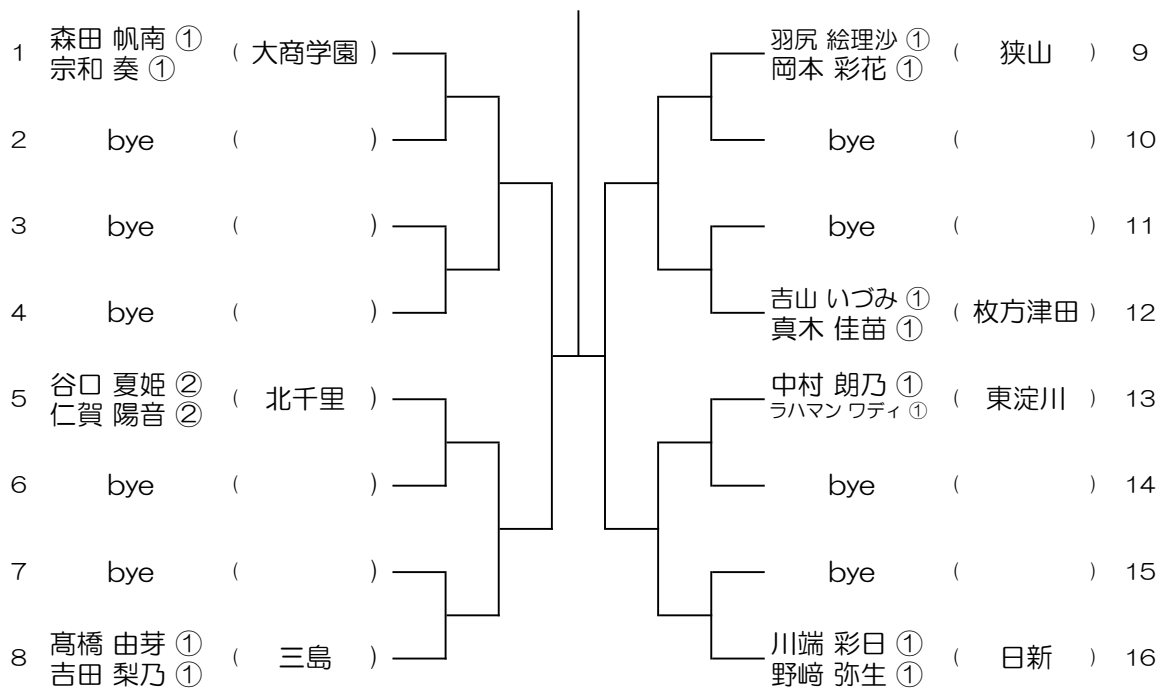 1 森田 帆南 ① ( 大商学園 )
宗和 奏 ①
2 bye ( )
3 bye ( )
4 bye ( )
5 谷口 夏姫 ② ( 北千里 )
仁賀 陽音 ②
6 bye ( )
7 bye ( )
8 髙橋 由芽 ① ( 三島 )
吉田 梨乃 ①
羽尻 絵理沙 ① ( 狭山 ) 9
岡本 彩花 ①
bye ( ) 10
bye ( ) 11
吉山 いづみ ① ( 枚方津田 ) 12
真木 佳苗 ①
中村 朗乃 ① ( 東淀川 ) 13
ラハマン ワディ ①
bye ( ) 14
bye ( ) 15
川端 彩日 ① ( 日新 ) 16
野﨑 弥生 ①